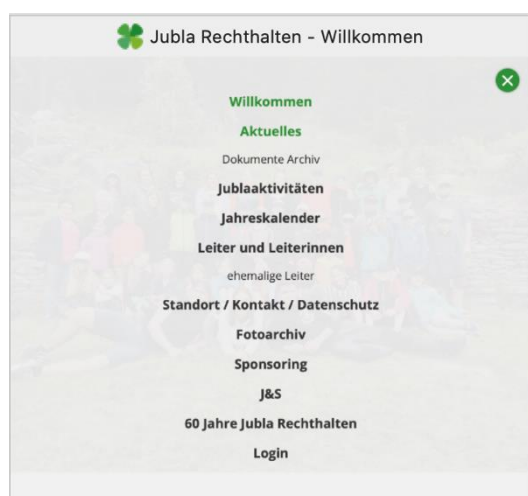 Jubla Rechthalten - Willkommen
Willkommen
Aktuelles
Dokumente Archiv
Jublaaktivitäten
Jahreskalender
Leiter und Leiterinnen
ehemalige Leiter
Standort / Kontakt / Datenschutz
Fotoarchiv
Sponsoring
J&S
60 Jahre Jubla Rechthalten
Login